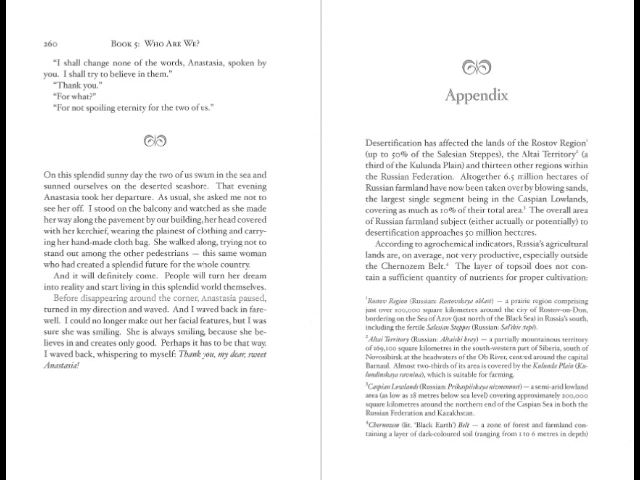 260 Book 5: Who Are We?
"I shall change none of the words, Anastasia, spoken by
you. I shall try to believe in them."
"Thank you."
"For what?"
"For not spoiling eternity for the two of us."
On this splendid sunny day the two of us swam in the sea and
sunned ourselves on the deserted seashore. That evening
Anastasia took her departure. As usual, she asked me not to
see her off. I stood on the balcony and watched as she made
her way along the pavement by our building, her head covered
with her kerchief, wearing the plainest of clothing and carry-
ing her hand-made cloth bag. She walked along, trying not to
stand out among the other pedestrians — this same woman
who had created a splendid future for the whole country.
And it will definitely come. People will turn her dream
into reality and start living in this splendid world themselves.
Before disappearing around the corner, Anastasia paused,
turned in my direction and waved. And I waved back in fare-
well. I could no longer make out her facial features, but I was
sure she was smiling. She is always smiling, because she be-
lieves in and creates only good. Perhaps it has to be that way.
I waved back, whispering to myself: Thank you, my dear, sweet
Anastasia!
Appendix
Desertification has affected the lands of the Rostov Region¹
(up to 50% of the Salesian Steppes), the Altai Territory² (a
third of the Kulunda Plain) and thirteen other regions within
the Russian Federation. Altogether 6.5 million hectares of
Russian farmland have now been taken over by blowing sands,
the largest single segment being in the Caspian Lowlands,
covering as much as 10% of their total area.³ The overall area
of Russian farmland subject (either actually or potentially) to
desertification approaches 50 million hectares.
According to agrochemical indicators, Russia's agricultural
lands are, on average, not very productive, especially outside
the Chernozem Belt.⁴ The layer of topsoil does not con-
tain a sufficient quantity of nutrients for proper cultivation:
¹Rostov Region (Russian: Rostovskaya oblast) — a prairie region comprising
just over 100,000 square kilometres around the city of Rostov-on-Don,
bordering on the Sea of Azov (just north of the Black Sea) in Russia's south,
including the fertile Salesian Steppes (Russian: Sal'skie stepi).
²Altai Territory (Russian: Altaiski kray) — a partially mountainous territory
of 169,100 square kilometres in the south-western part of Siberia, south of
Novosibirsk at the headwaters of the Ob River, centred around the capital
Barnaul. Almost two-thirds of its area is covered by the Kulunda Plain (Ku-
lundinskaya ravnina), which is suitable for farming.
³Caspian Lowlands (Russian: Prikaspiiskaya nizmennost) — a semi-arid lowland
area (as low as 28 metres below sea level) covering approximately 200,000
square kilometres around the northern end of the Caspian Sea in both the
Russian Federation and Kazakhstan.
⁴Chernozem (lit. 'Black Earth') Belt — a zone of forest and farmland con-
taining a layer of dark-coloured soil (ranging from 1 to 6 metres in depth)